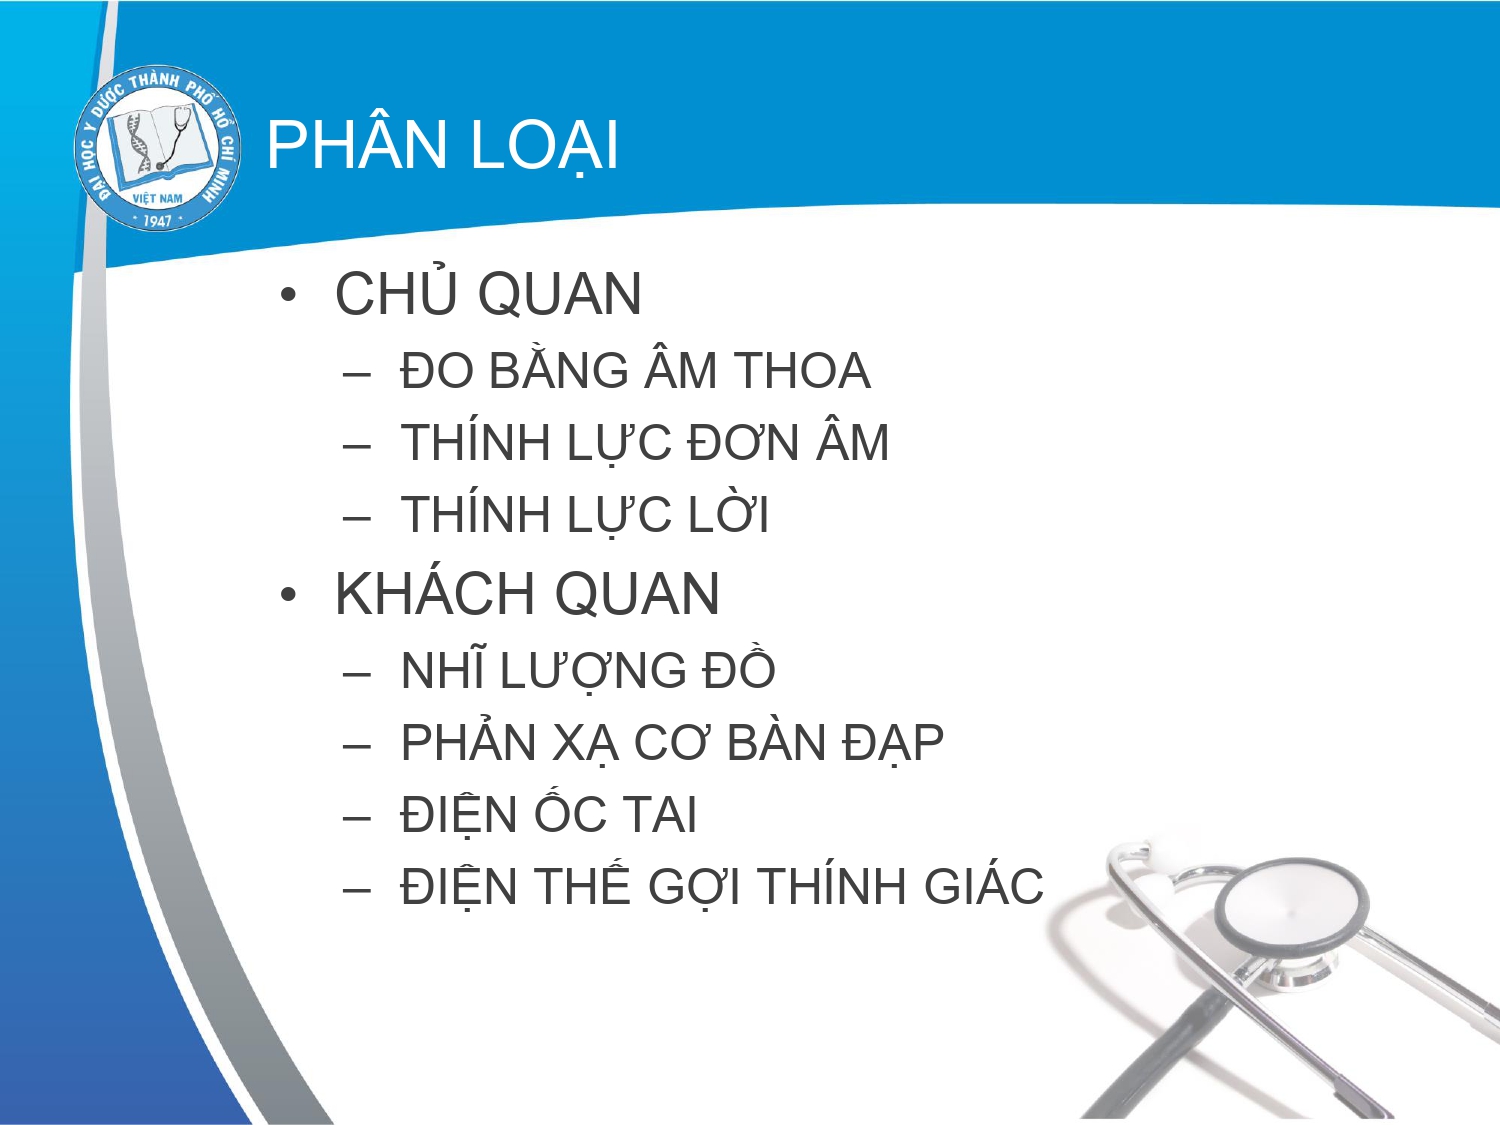 ĐẠI HỌC Y DƯỢC THÀNH PHỐ HỒ CHÍ MINH
VIỆT NAM
1947
PHÂN LOẠI
• CHỦ QUAN
– ĐO BẰNG ÂM THOA
– THÍNH LỰC ĐƠN ÂM
– THÍNH LỰC LỜI
• KHÁCH QUAN
– NHĨ LƯỢNG ĐỒ
– PHẢN XẠ CƠ BÀN ĐẠP
– ĐIỆN ỐC TAI
– ĐIỆN THẾ GỢI THÍNH GIÁC